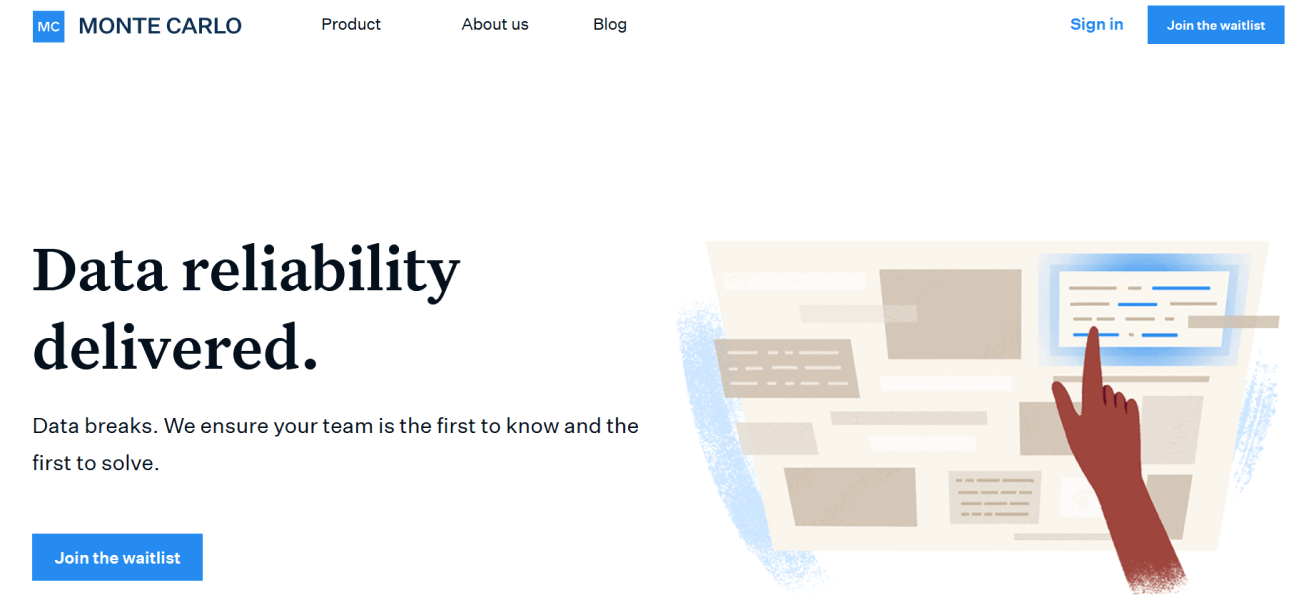 MC MONTE CARLO Product About us Blog Sign in Join the waitlist
Data reliability
delivered.
Data breaks. We ensure your team is the first to know and the
first to solve.
Join the waitlist